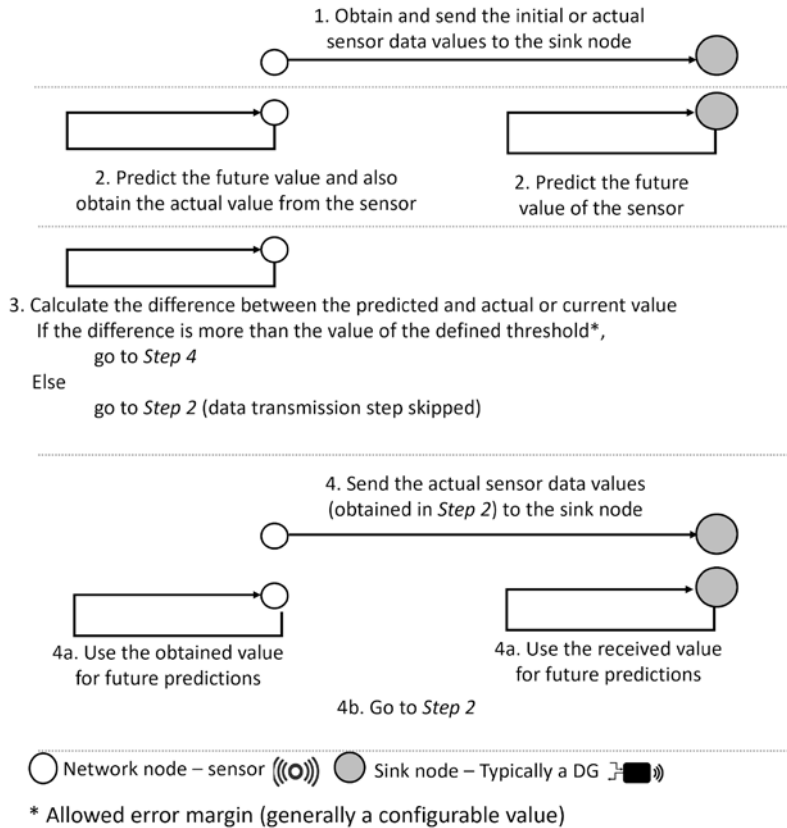 1. Obtain and send the initial or actual
sensor data values to the sink node
2. Predict the future value and also
obtain the actual value from the sensor
2. Predict the future
value of the sensor
3. Calculate the difference between the predicted and actual or current value
If the difference is more than the value of the defined threshold*,
go to Step 4
Else
go to Step 2 (data transmission step skipped)
4. Send the actual sensor data values
(obtained in Step 2) to the sink node
4a. Use the obtained value
for future predictions
4a. Use the received value
for future predictions
4b. Go to Step 2
Network node – sensor
Sink node – Typically a DG
* Allowed error margin (generally a configurable value)